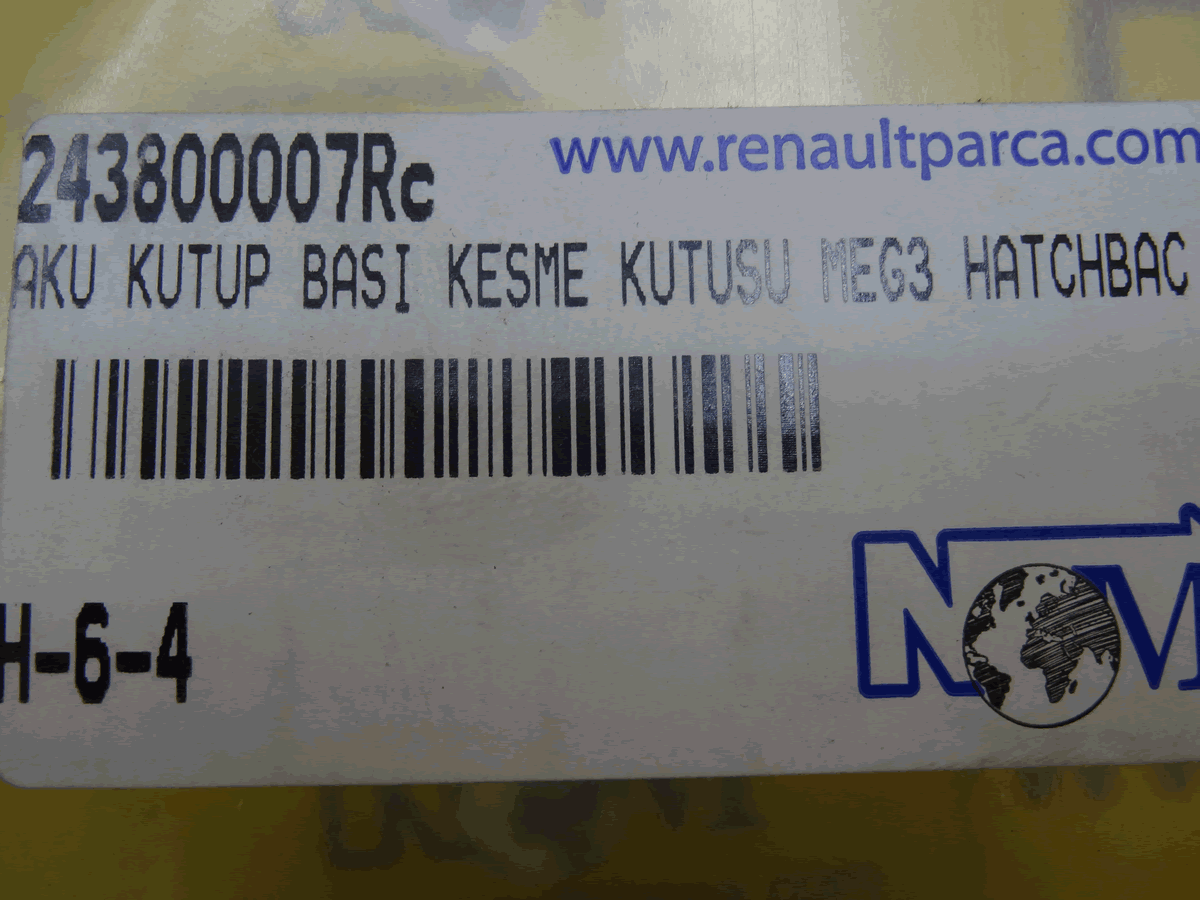 243800007Rc
www.renaultparca.com
AKU KUTUP BASI KESME KUTUSU MEG3 HATCHBAC
H-6-4